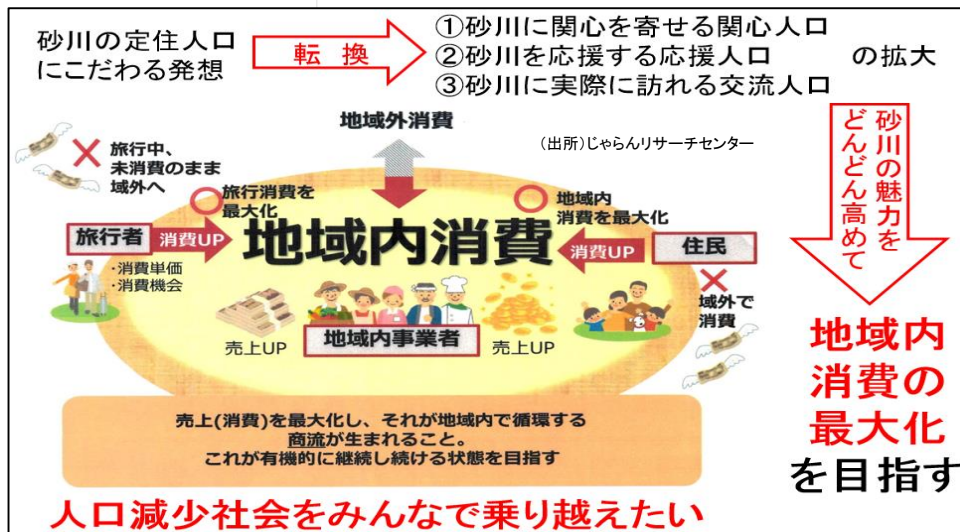 砂川の定住人口
にこだわる発想
転換
①砂川に関心を寄せる関心人口
②砂川を応援する応援人口
③砂川に実際に訪れる交流人口
の拡大
砂川の魅力を
どんどん高めて
地域内
消費の
最大化
を目指す
(出所)じゃらんリサーチセンター
地域外消費
旅行中、
未消費のまま
域外へ
旅行消費を
最大化
地域内
消費を最大化
旅行者
消費UP
地域内消費
消費UP
住民
・消費単価
・消費機会
域外で
消費
売上UP
地域内事業者
売上UP
売上(消費)を最大化し、それが地域内で循環する
商流が生まれること。
これが有機的に継続し続ける状態を目指す
人口減少社会をみんなで乗り越えたい